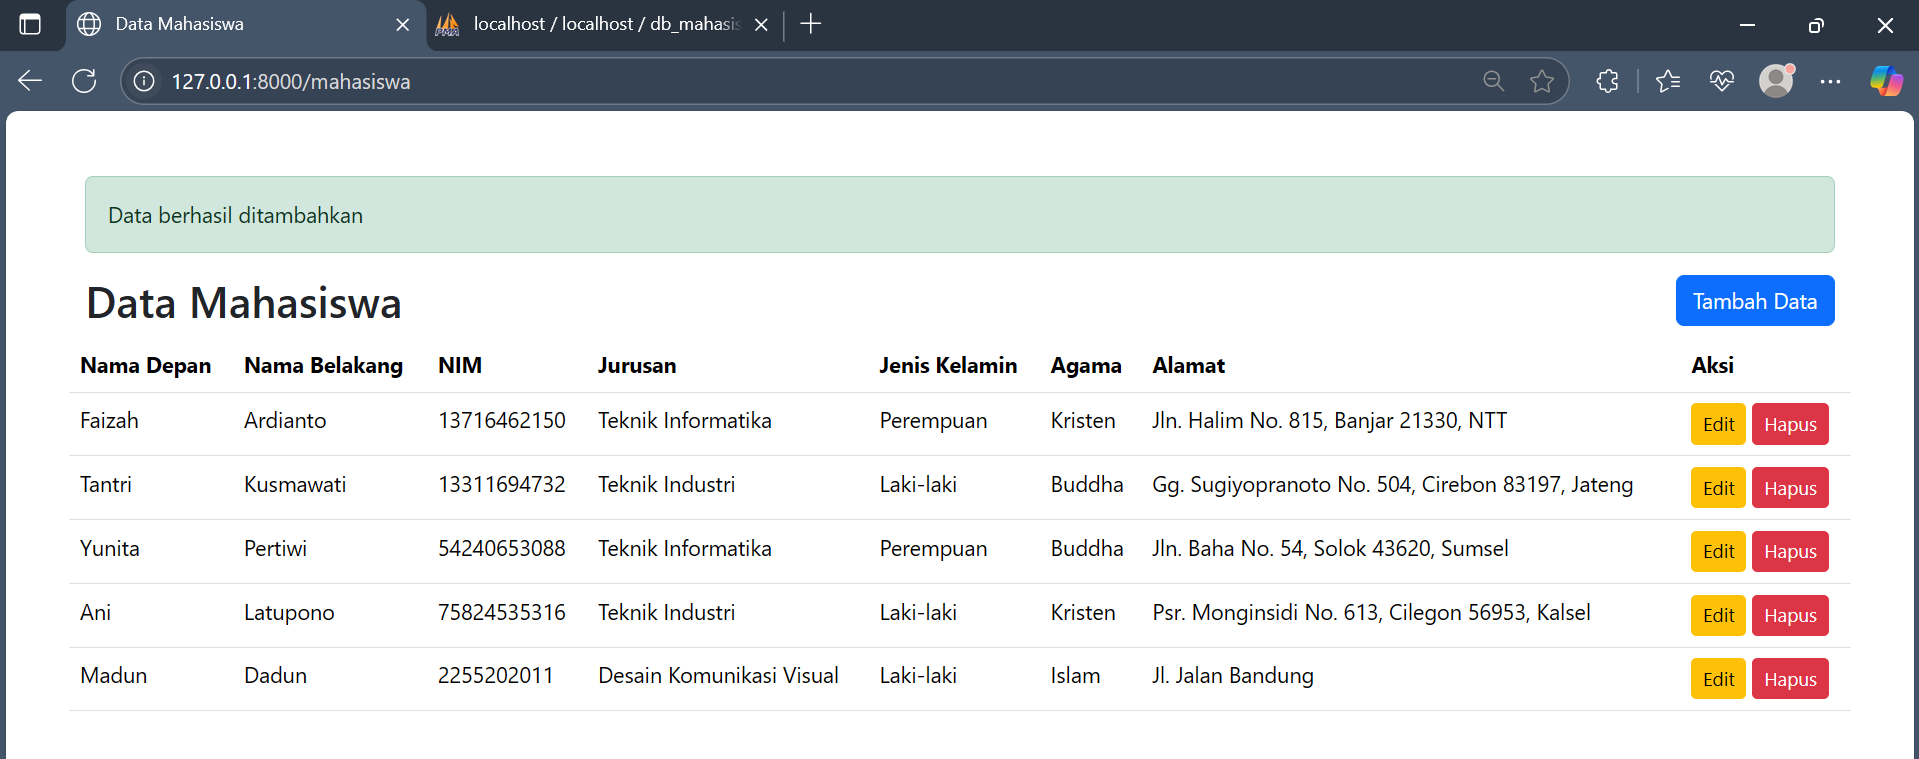 Data Mahasiswa
localhost / localhost / db_mahasis
127.0.0.1:8000/mahasiswa
Data berhasil ditambahkan
Data Mahasiswa Tambah Data
Nama Depan Nama Belakang NIM Jurusan Jenis Kelamin Agama Alamat Aksi
Faizah Ardianto 13716462150 Teknik Informatika Perempuan Kristen Jln. Halim No. 815, Banjar 21330, NTT Edit Hapus
Tantri Kusmawati 13311694732 Teknik Industri Laki-laki Buddha Gg. Sugiyopranoto No. 504, Cirebon 83197, Jateng Edit Hapus
Yunita Pertiwi 54240653088 Teknik Informatika Perempuan Buddha Jln. Baha No. 54, Solok 43620, Sumsel Edit Hapus
Ani Latupono 75824535316 Teknik Industri Laki-laki Kristen Psr. Monginsidi No. 613, Cilegon 56953, Kalsel Edit Hapus
Madun Dadun 2255202011 Desain Komunikasi Visual Laki-laki Islam Jl. Jalan Bandung Edit Hapus